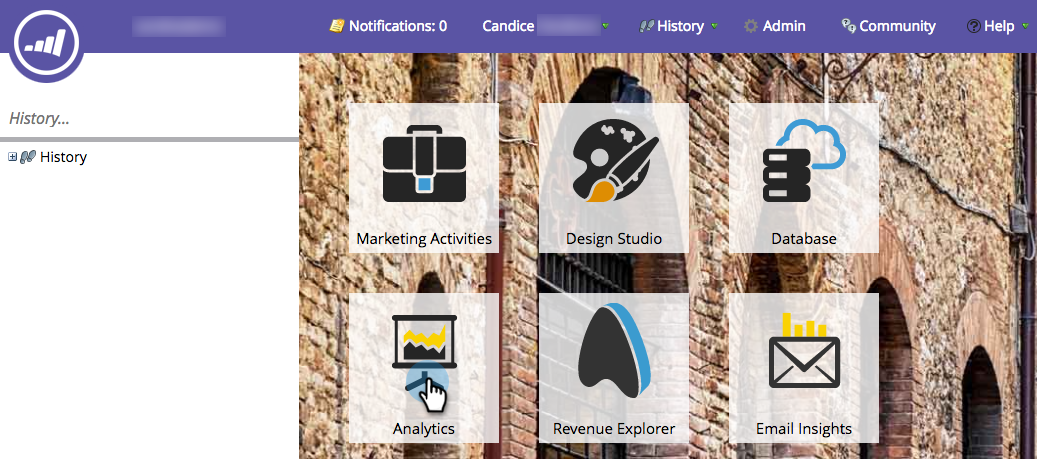 Notifications: 0 Candice History Admin Community Help
History...
History
Marketing Activities Design Studio Database
Analytics Revenue Explorer Email Insights